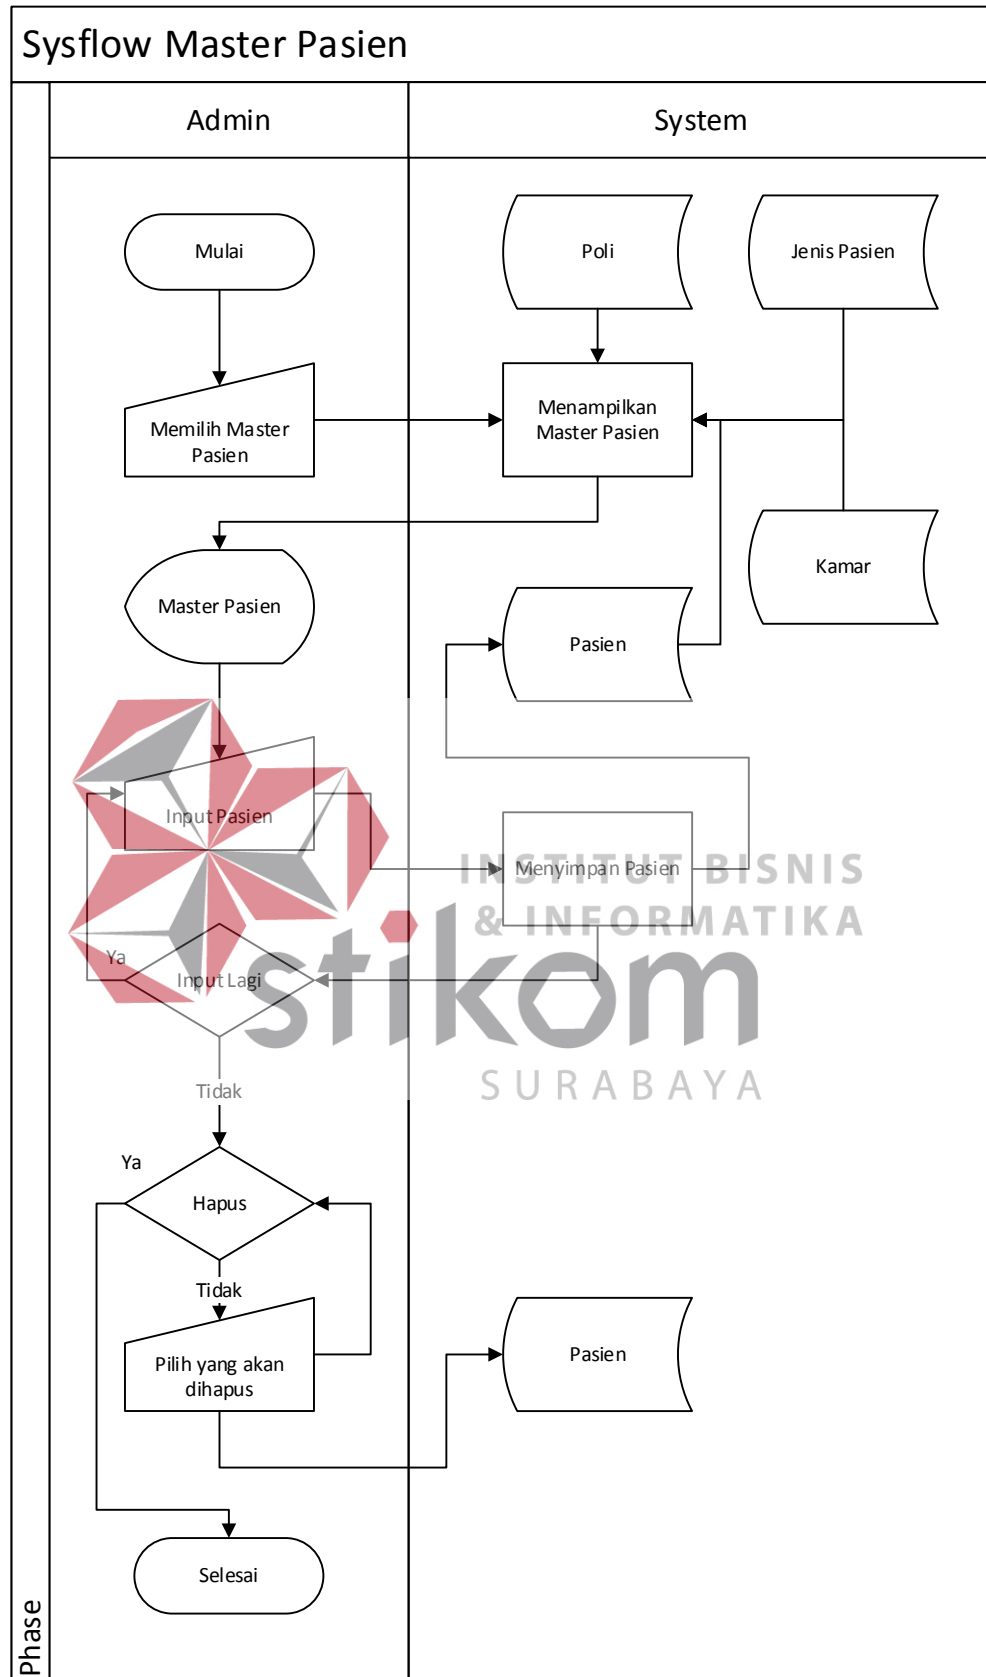 Sysflow Master Pasien
Admin
System
Mulai
Poli
Jenis Pasien
Memilih Master
Pasien
Menampilkan
Master Pasien
Master Pasien
Kamar
Pasien
Input Pasien
Menyimpan Pasien
INSTITUT BISNIS
& INFORMATIKA
Ya
Input Lagi
stikom
SURABAYA
Tidak
Ya
Hapus
Tidak
Pilih yang akan
dihapus
Pasien
Selesai
Phase